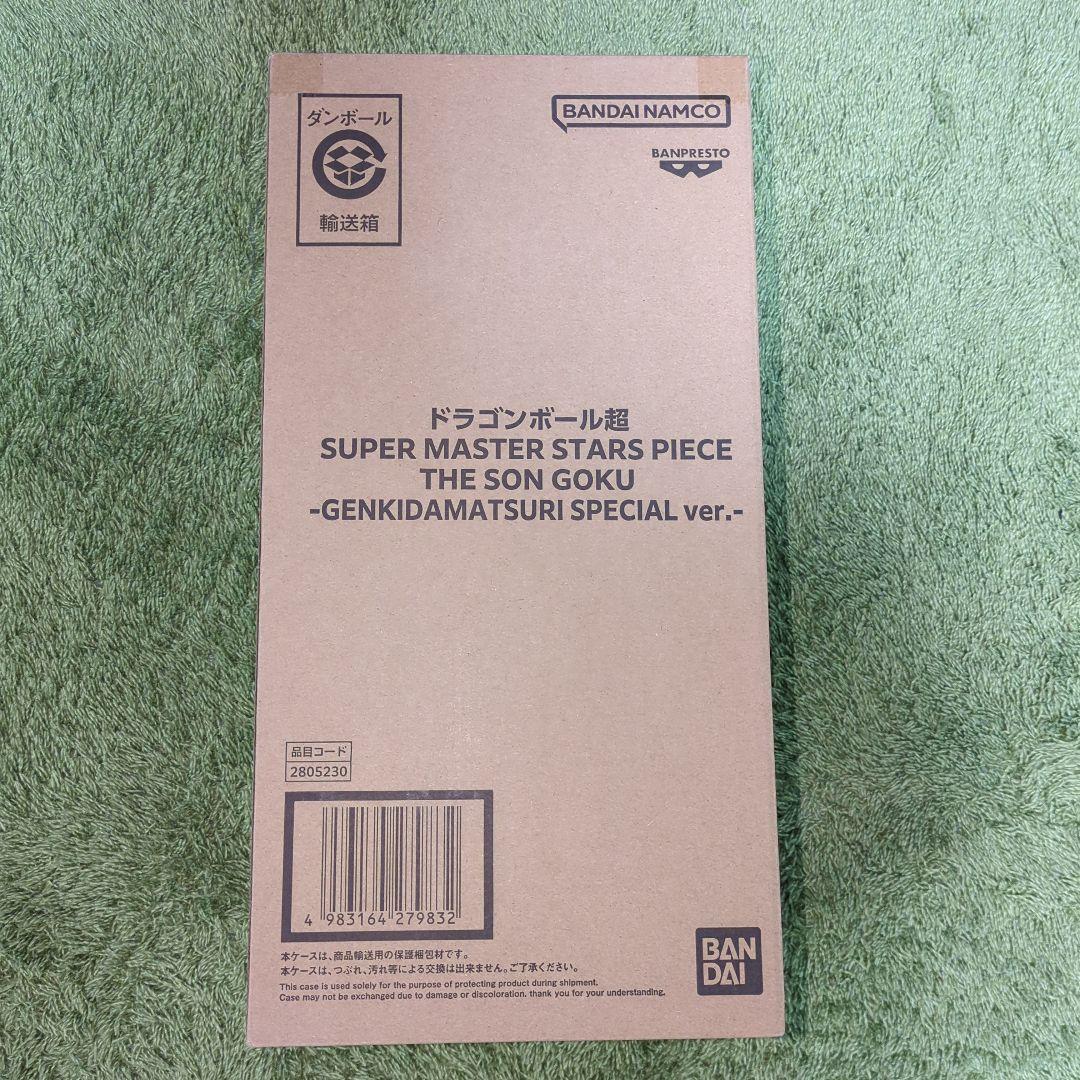 ダンボール
輸送箱
BANDAI NAMCO
BANPRESTO
ドラゴンボール超
SUPER MASTER STARS PIECE
THE SON GOKU
-GENKIDAMATSURI SPECIAL ver.-
品目コード
2805230
4 983164 279832
本ケースは、商品輸送用の保護梱包材です。
本ケースは、つぶれ、汚れ等による交換は出来ません。ご了承ください。
This case is used solely for the purpose of protecting product during shipment.
Case may not be exchanged due to damage or discoloration. thank you for your understanding.
BAN
DAI